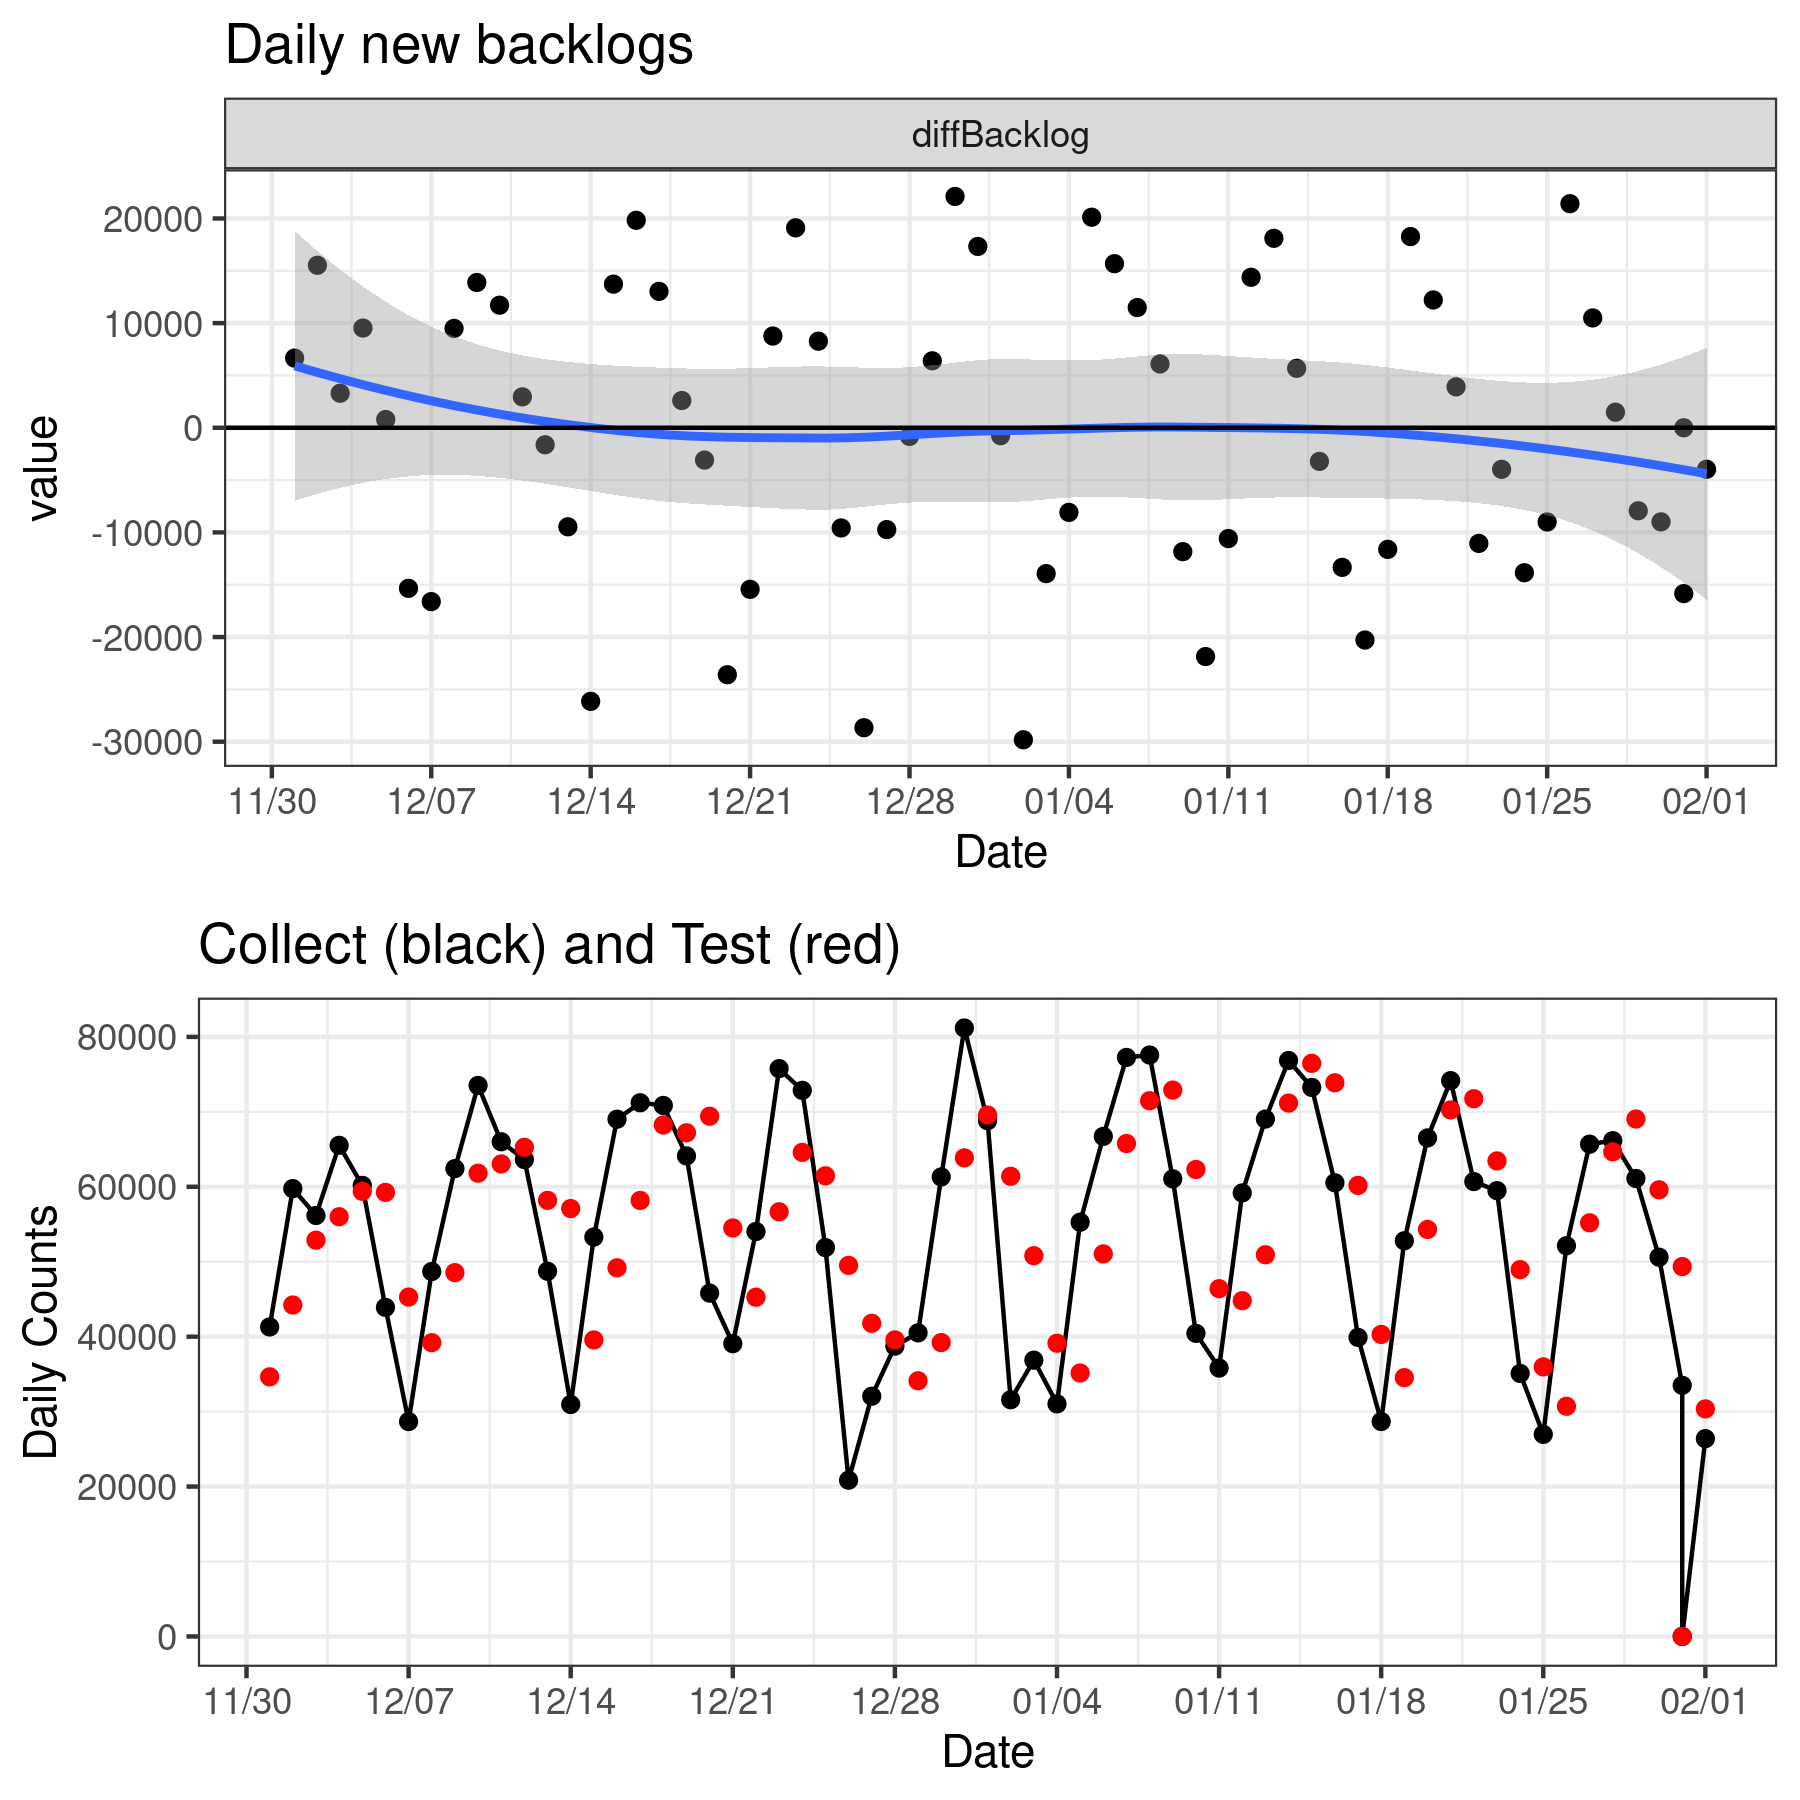 Daily new backlogs
diffBacklog
20000
10000
0
-10000
-20000
-30000
value
11/30 12/07 12/14 12/21 12/28 01/04 01/11 01/18 01/25 02/01
Date
Collect (black) and Test (red)
80000
60000
40000
20000
0
Daily Counts
11/30 12/07 12/14 12/21 12/28 01/04 01/11 01/18 01/25 02/01
Date